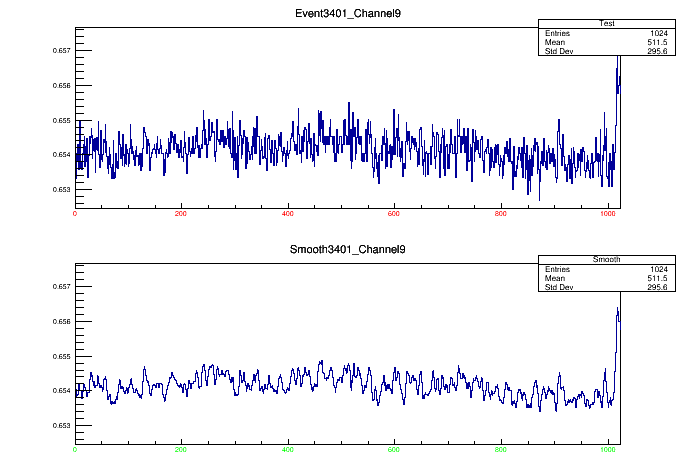 Event3401_Channel9
Test
Entries 1024
Mean 511.5
Std Dev 295.6
0.657
0.656
0.655
0.654
0.653
0 200 400 600 800 1000
Smooth3401_Channel9
Smooth
Entries 1024
Mean 511.5
Std Dev 295.6
0.657
0.656
0.655
0.654
0.653
0 200 400 600 800 1000